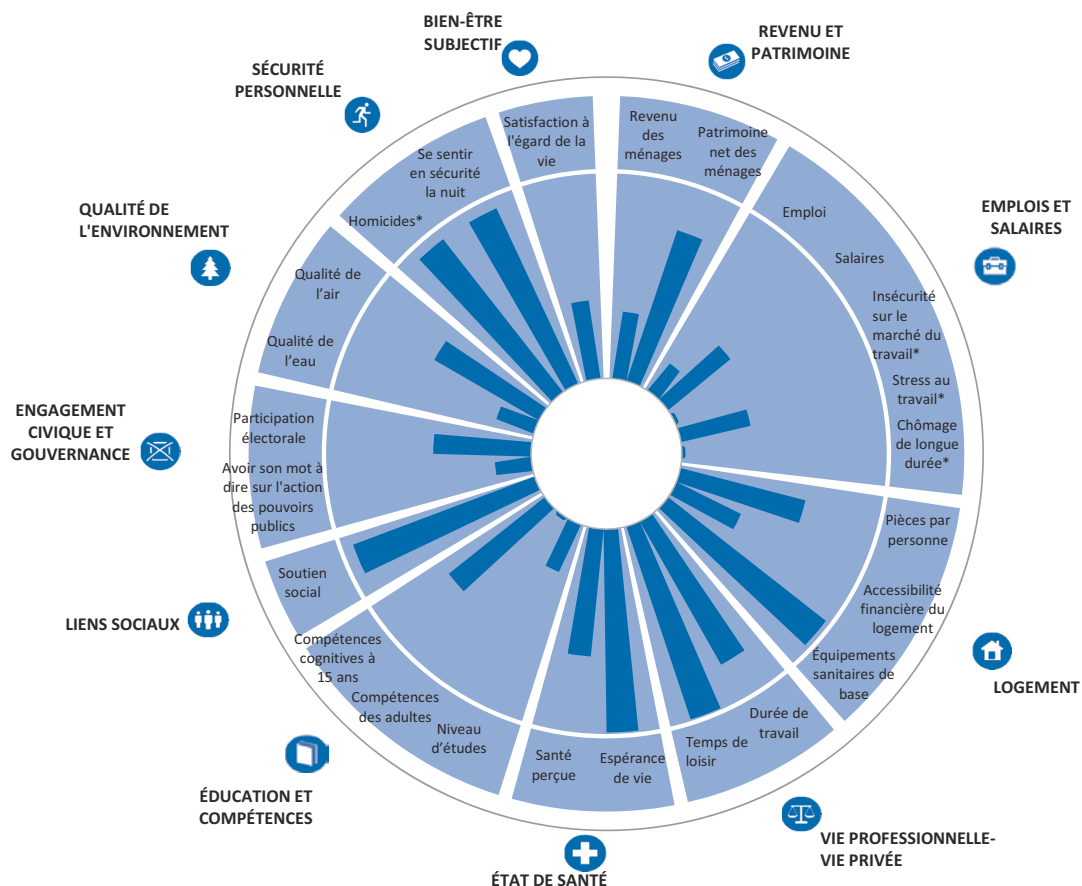 BIEN-ÊTRE
SUBJECTIF
REVENU ET
PATRIMOINE
SÉCURITÉ
PERSONNELLE
QUALITÉ DE
L'ENVIRONNEMENT
EMPLOIS ET
SALAIRES
ENGAGEMENT
CIVIQUE ET
GOUVERNANCE
LIENS SOCIAUX
LOGEMENT
ÉDUCATION ET
COMPÉTENCES
VIE PROFESSIONNELLE-
VIE PRIVÉE
ÉTAT DE SANTÉ
Satisfaction à
l'égard de la
vie
Revenu
des
ménages
Patrimoine
net des
ménages
Emploi
Salaires
Insécurité
sur le
marché du
travail*
Stress au
travail*
Chômage
de longue
durée*
Pièces par
personne
Accessibilité
financière du
logement
Équipements
sanitaires de
base
Durée de
travail
Temps de
loisir
Espérance
de vie
Santé
perçue
Niveau
d’études
Compétences
des adultes
Compétences
cognitives à
15 ans
Soutien
social
Avoir son mot à
dire sur l'action
des pouvoirs
publics
Participation
électorale
Qualité de
l’eau
Qualité de
l’air
Homicides*
Se sentir
en sécurité
la nuit